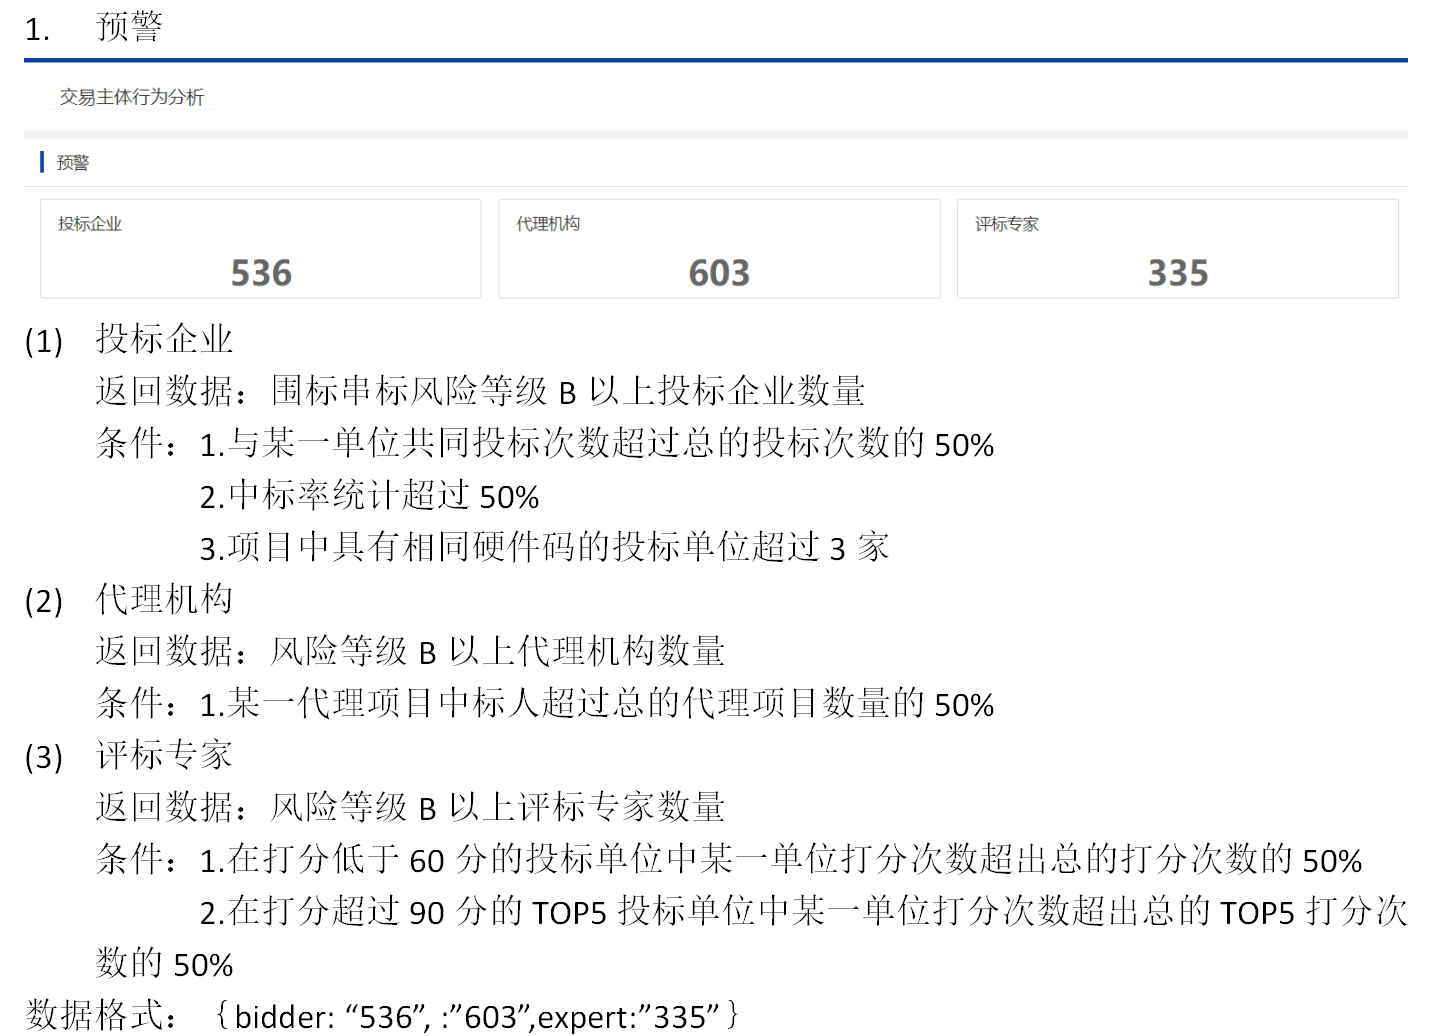 1. 预警
交易主体行为分析
预警
投标企业 代理机构 评标专家
536 603 335
(1) 投标企业
返回数据：围标串标风险等级 B 以上投标企业数量
条件：1.与某一单位共同投标次数超过总的投标次数的 50%
2.中标率统计超过 50%
3.项目中具有相同硬件码的投标单位超过 3 家
(2) 代理机构
返回数据：风险等级 B 以上代理机构数量
条件：1.某一代理项目中标人超过总的代理项目数量的 50%
(3) 评标专家
返回数据：风险等级 B 以上评标专家数量
条件：1.在打分低于 60 分的投标单位中某一单位打分次数超出总的打分次数的 50%
2.在打分超过 90 分的 TOP5 投标单位中某一单位打分次数超出总的 TOP5 打分次
数的 50%
数据格式：｛bidder: “536”, :”603”,expert:”335”｝